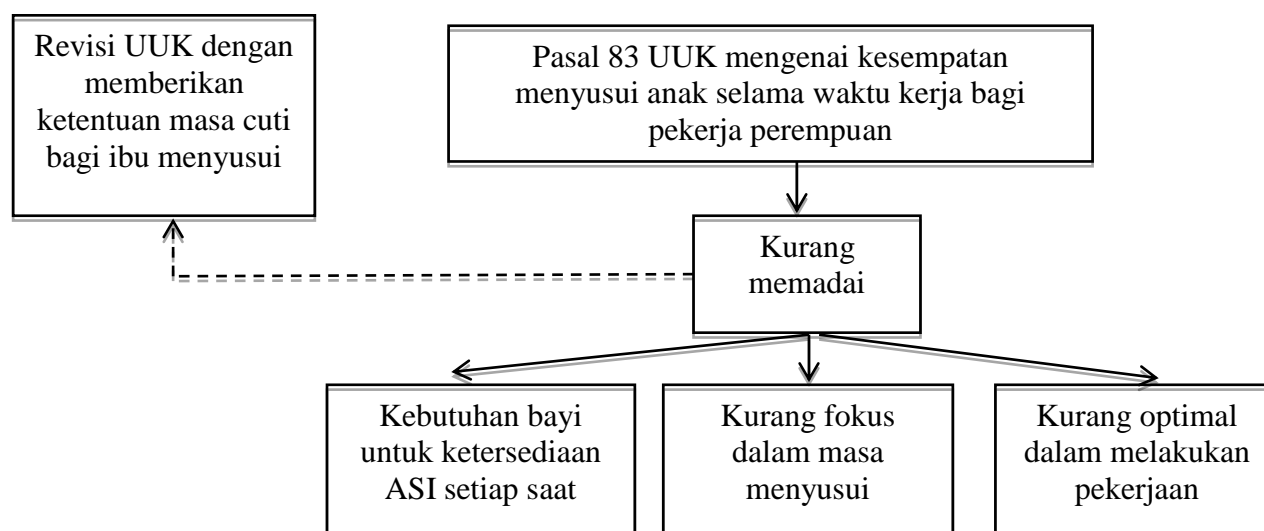 Revisi UUK dengan
memberikan
ketentuan masa cuti
bagi ibu menyusui
Pasal 83 UUK mengenai kesempatan
menyusui anak selama waktu kerja bagi
pekerja perempuan
Kurang
memadai
Kebutuhan bayi
untuk ketersediaan
ASI setiap saat
Kurang fokus
dalam masa
menyusui
Kurang optimal
dalam melakukan
pekerjaan